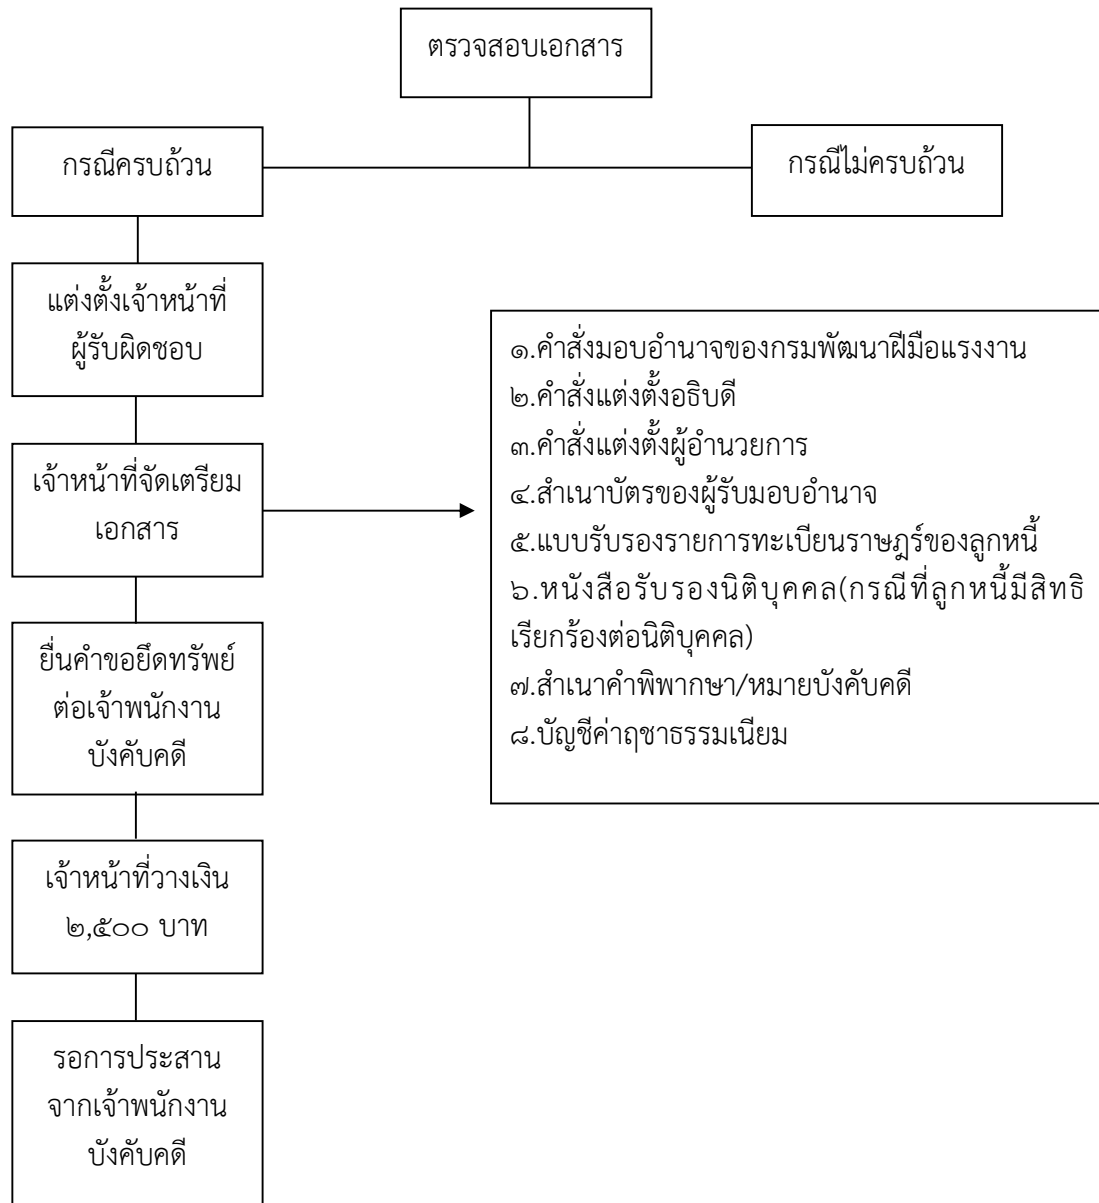 ตรวจสอบเอกสาร
กรณีครบถ้วน
กรณีไม่ครบถ้วน
แต่งตั้งเจ้าหน้าที่
ผู้รับผิดชอบ
เจ้าหน้าที่จัดเตรียม
เอกสาร
๑.คำสั่งมอบอำนาจของกรมพัฒนาฝีมือแรงงาน
๒.คำสั่งแต่งตั้งอธิบดี
๓.คำสั่งแต่งตั้งผู้อำนวยการ
๔.สำเนาบัตรของผู้รับมอบอำนาจ
๕.แบบรับรองรายการทะเบียนราษฎร์ของลูกหนี้
๖.หนังสือรับรองนิติบุคคล(กรณีที่ลูกหนี้มีสิทธิ
เรียกร้องต่อนิติบุคคล)
๗.สำเนาคำพิพากษา/หมายบังคับคดี
๘.บัญชีค่าฤชาธรรมเนียม
ยื่นคำขอยึดทรัพย์
ต่อเจ้าพนักงาน
บังคับคดี
เจ้าหน้าที่วางเงิน
๒,๕๐๐ บาท
รอการประสาน
จากเจ้าพนักงาน
บังคับคดี